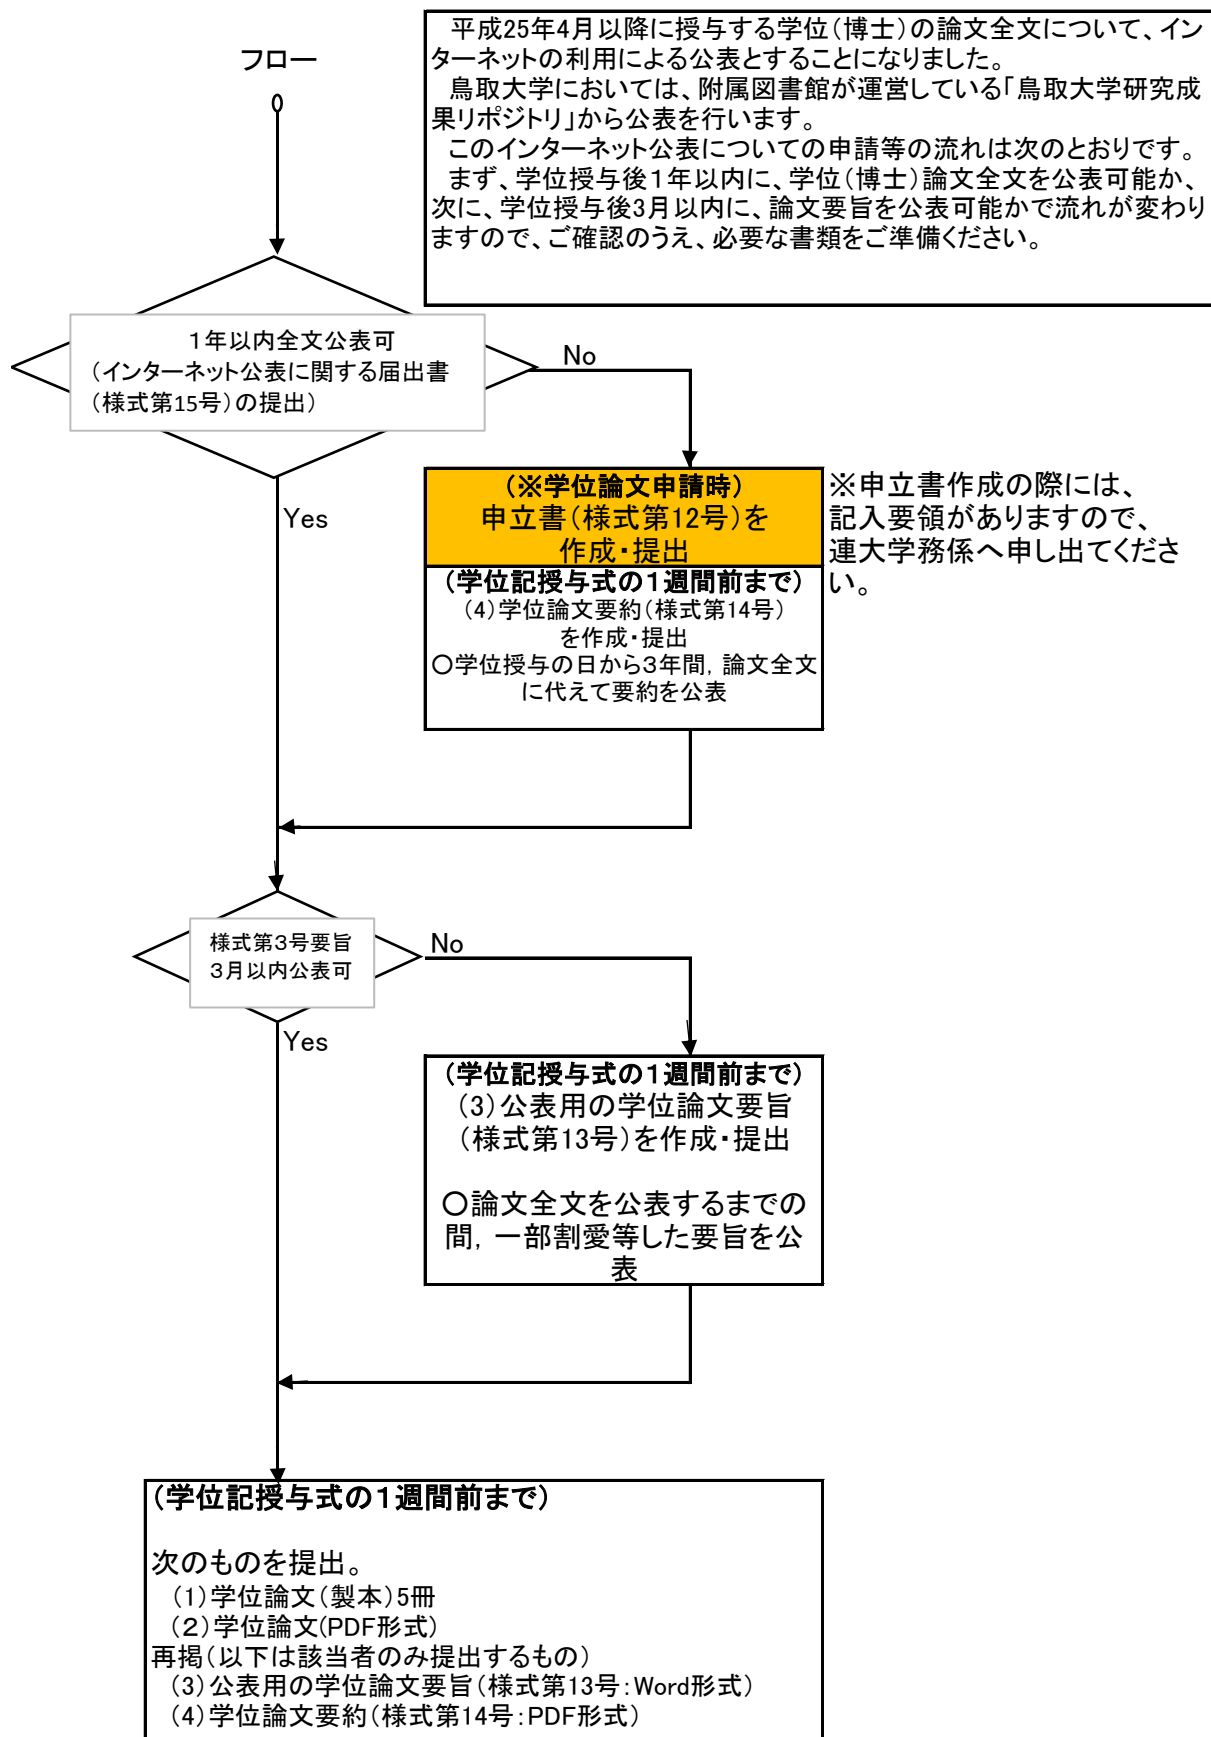 フロー
平成25年4月以降に授与する学位(博士)の論文全文について、イン
ターネットの利用による公表とすることになりました。
鳥取大学においては、附属図書館が運営している「鳥取大学研究成
果リポジトリ」から公表を行います。
このインターネット公表についての申請等の流れは次のとおりです。
まず、学位授与後1年以内に、学位(博士)論文全文を公表可能か、
次に、学位授与後3月以内に、論文要旨を公表可能かで流れが変わり
ますので、ご確認のうえ、必要な書類をご準備ください。
1年以内全文公表可
(インターネット公表に関する届出書
(様式第15号)の提出)
No
Yes
(※学位論文申請時)
申立書(様式第12号)を
作成・提出
(学位記授与式の1週間前まで)
(4)学位論文要約(様式第14号)
を作成・提出
○学位授与の日から3年間, 論文全文
に代えて要約を公表
※申立書作成の際には、
記入要領がありますので、
連大学務係へ申し出てくださ
い。
様式第3号要旨
3月以内公表可
No
Yes
(学位記授与式の1週間前まで)
(3)公表用の学位論文要旨
(様式第13号)を作成・提出
○論文全文を公表するまでの
間, 一部割愛等した要旨を公
表
(学位記授与式の1週間前まで)
次のものを提出。
(1)学位論文(製本)5冊
(2)学位論文(PDF形式)
再掲(以下は該当者のみ提出するもの)
(3)公表用の学位論文要旨(様式第13号:Word形式)
(4)学位論文要約(様式第14号:PDF形式)